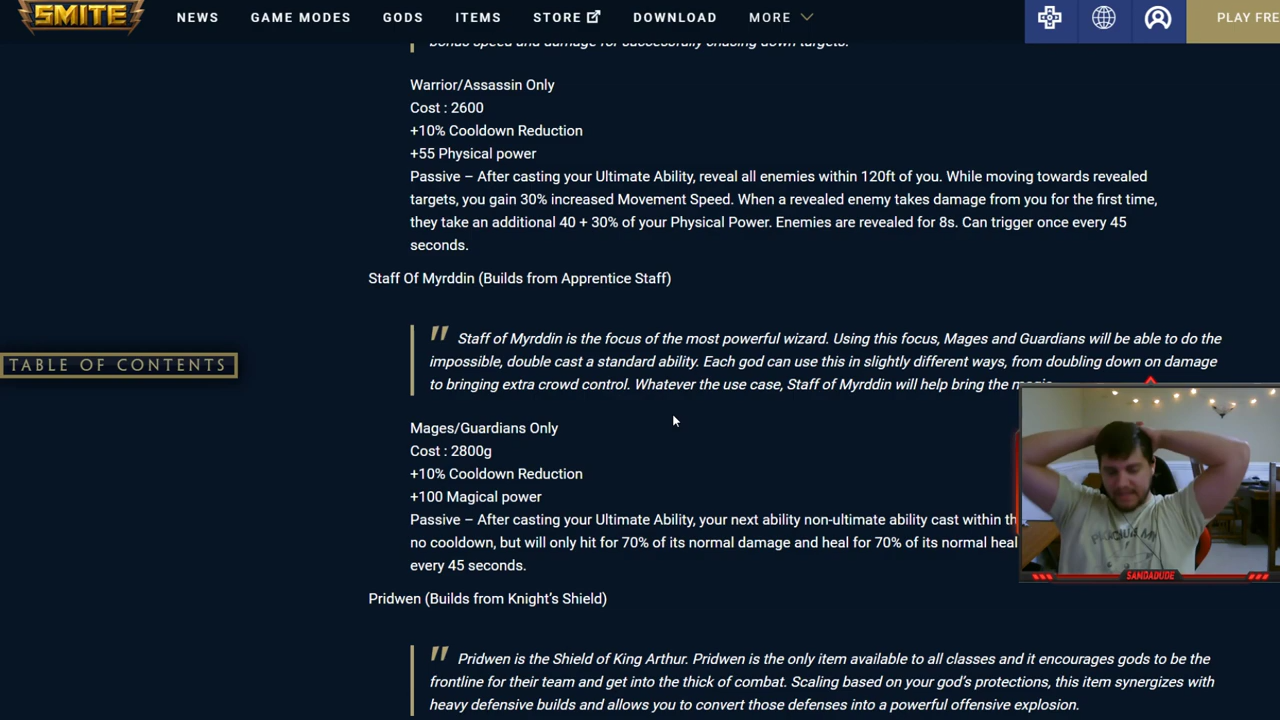 SMITE
NEWS GAME MODES GODS ITEMS STORE DOWNLOAD MORE PLAY FRE
bonus speed and damage for successfully chasing down targets.
Warrior/Assassin Only
Cost : 2600
+10% Cooldown Reduction
+55 Physical power
Passive – After casting your Ultimate Ability, reveal all enemies within 120ft of you. While moving towards revealed
targets, you gain 30% increased Movement Speed. When a revealed enemy takes damage from you for the first time,
they take an additional 40 + 30% of your Physical Power. Enemies are revealed for 8s. Can trigger once every 45
seconds.
Staff Of Myrddin (Builds from Apprentice Staff)
" Staff of Myrddin is the focus of the most powerful wizard. Using this focus, Mages and Guardians will be able to do the
impossible, double cast a standard ability. Each god can use this in slightly different ways, from doubling down on damage
TABLE OF CONTENTS
to bringing extra crowd control. Whatever the use case, Staff of Myrddin will help bring the magic.
Mages/Guardians Only
Cost : 2800g
+10% Cooldown Reduction
+100 Magical power
Passive – After casting your Ultimate Ability, your next ability non-ultimate ability cast within th
no cooldown, but will only hit for 70% of its normal damage and heal for 70% of its normal heal
every 45 seconds.
SANDADUDE
Pridwen (Builds from Knight's Shield)
" Pridwen is the Shield of King Arthur. Pridwen is the only item available to all classes and it encourages gods to be the
frontline for their team and get into the thick of combat. Scaling based on your god's protections, this item synergizes with
heavy defensive builds and allows you to convert those defenses into a powerful offensive explosion.